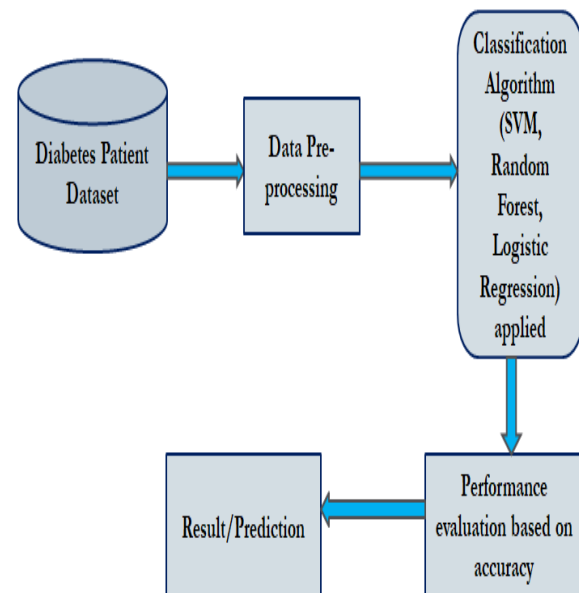 Diabetes Patient
Dataset
Data Pre-
processing
Classification
Algorithm
(SVM,
Random
Forest,
Logistic
Regression)
applied
Performance
evaluation based on
accuracy
Result/Prediction